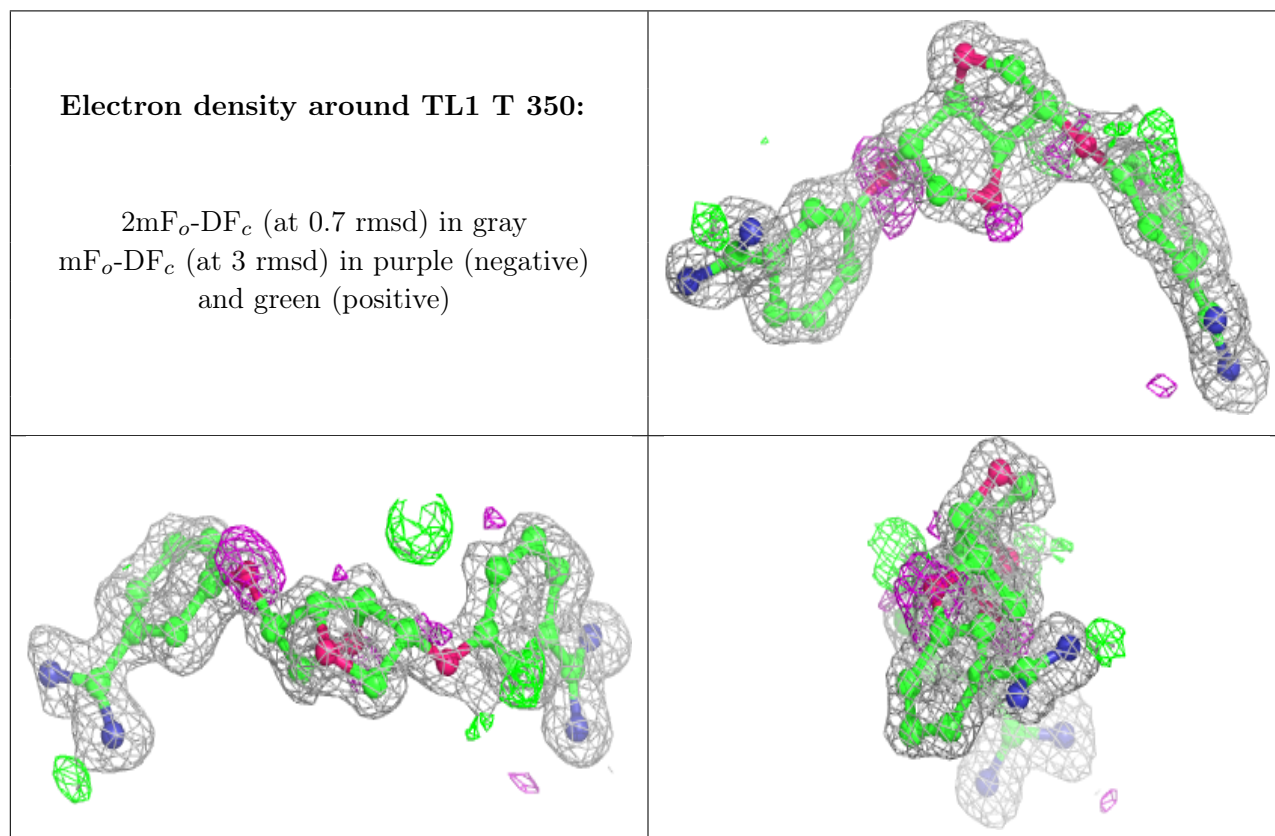 Electron density around TL1 T 350:
2mFo-DFc (at 0.7 rmsd) in gray
mFo-DFc (at 3 rmsd) in purple (negative)
and green (positive)